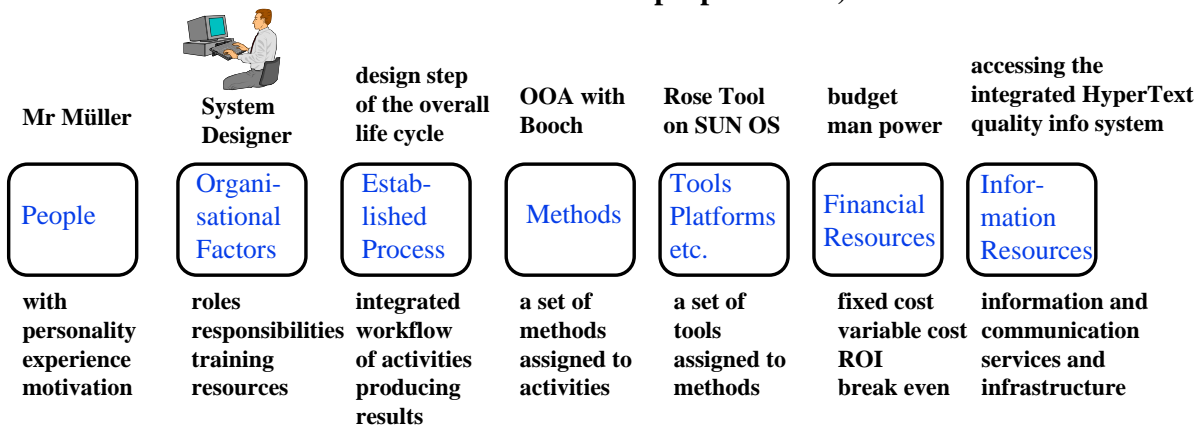 Mr Müller
System
Designer
design step
of the overall
life cycle
OOA with
Booch
Rose Tool
on SUN OS
budget
man power
accessing the
integrated HyperText
quality info system
People
Organi-
sational
Factors
Estab-
lished
Process
Methods
Tools
Platforms
etc.
Financial
Resources
Infor-
mation
Resources
with
personality
experience
motivation
roles
responsibilities
training
resources
integrated
workflow
of activities
producing
results
a set of
methods
assigned to
activities
a set of
tools
assigned to
methods
fixed cost
variable cost
ROI
break even
information and
communication
services and
infrastructure